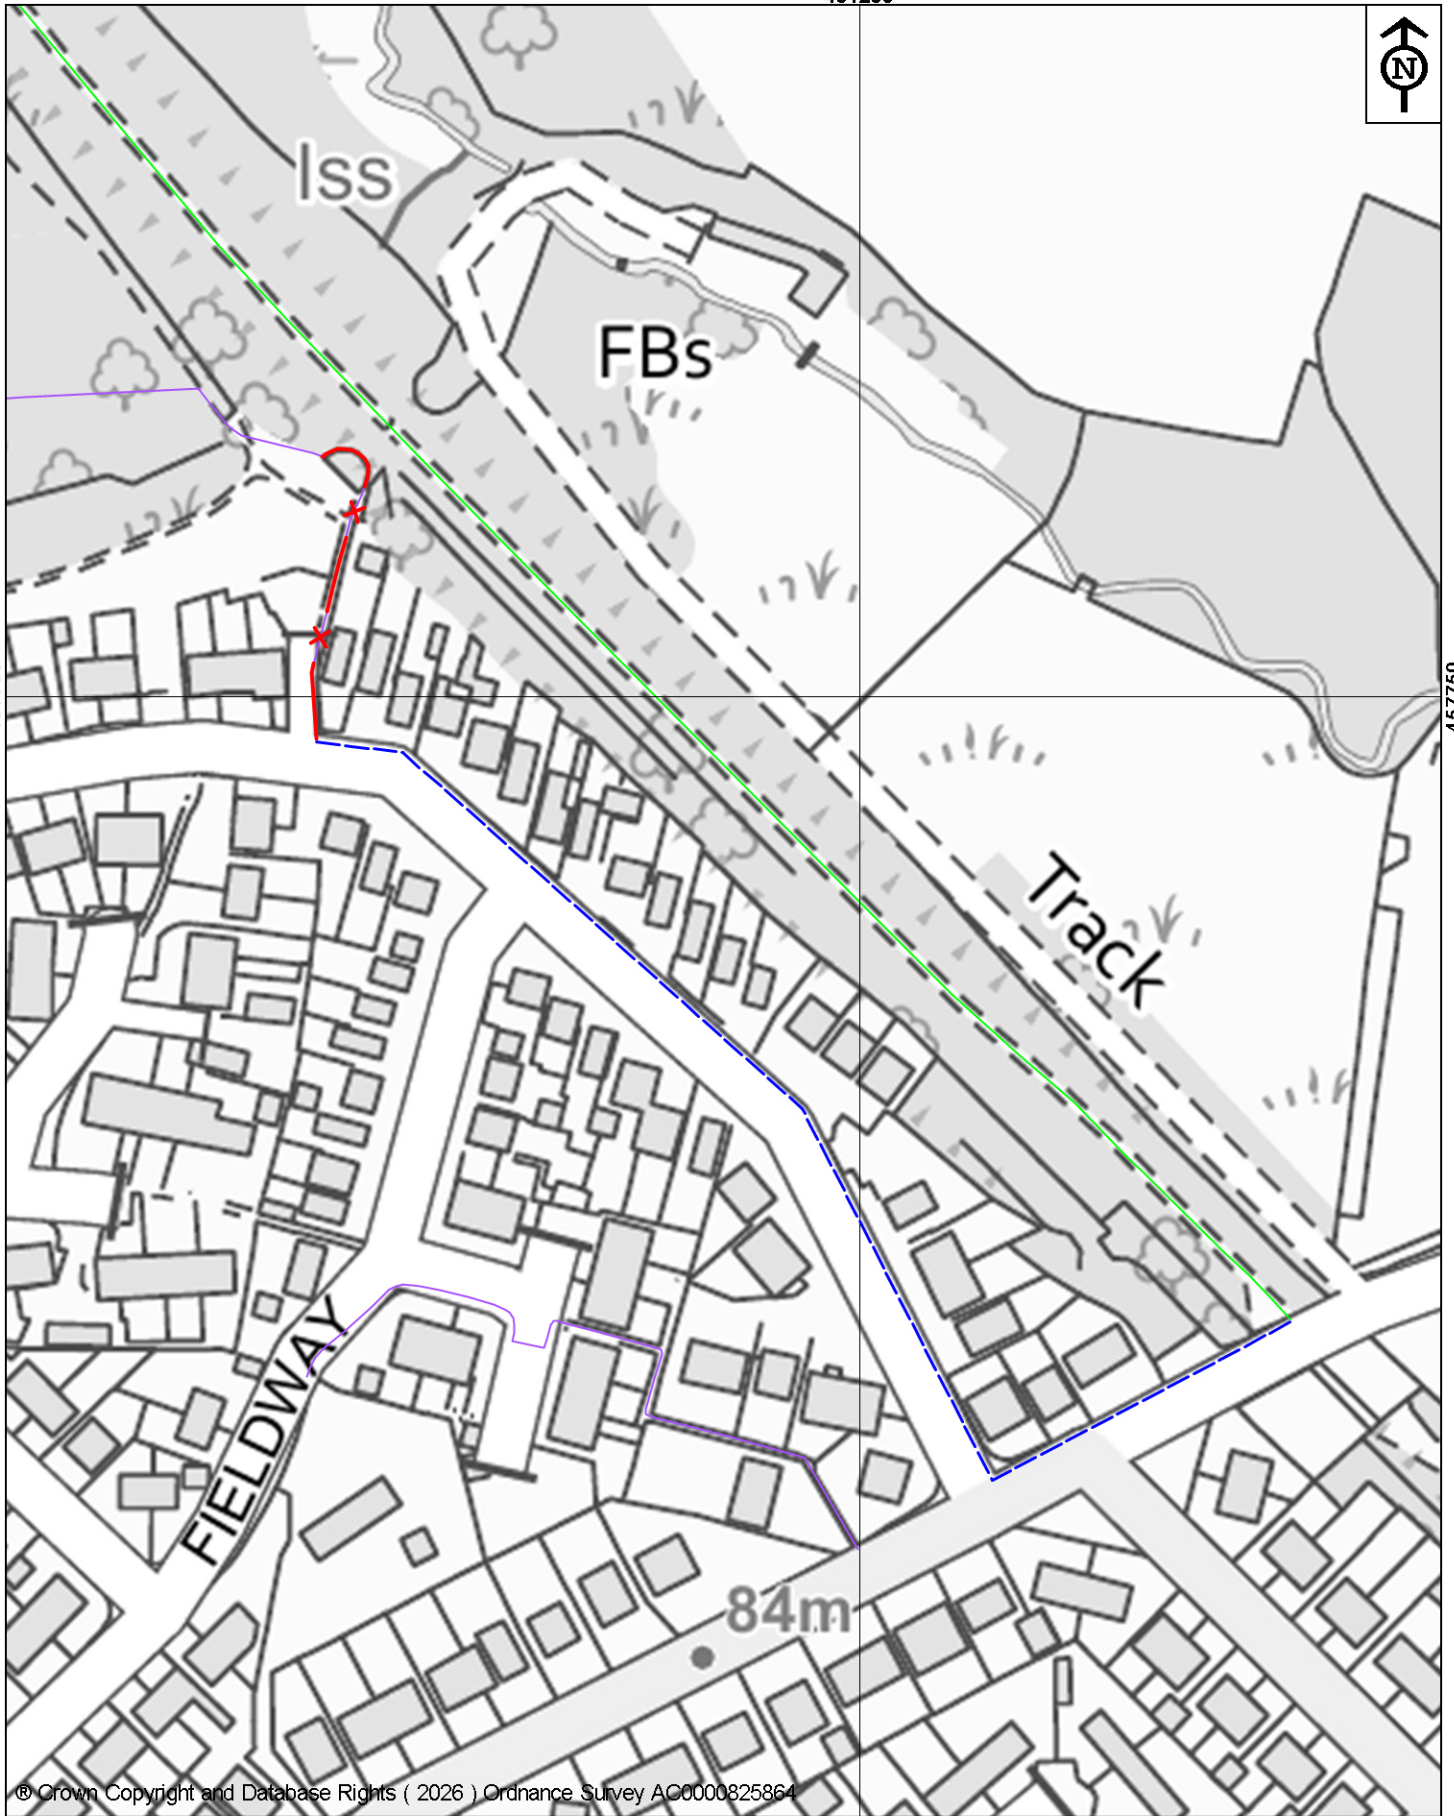 N
Iss
FBs
Track
FIELDWAY
84m
® Crown Copyright and Database Rights ( 2026 ) Ordnance Survey AC0000825864